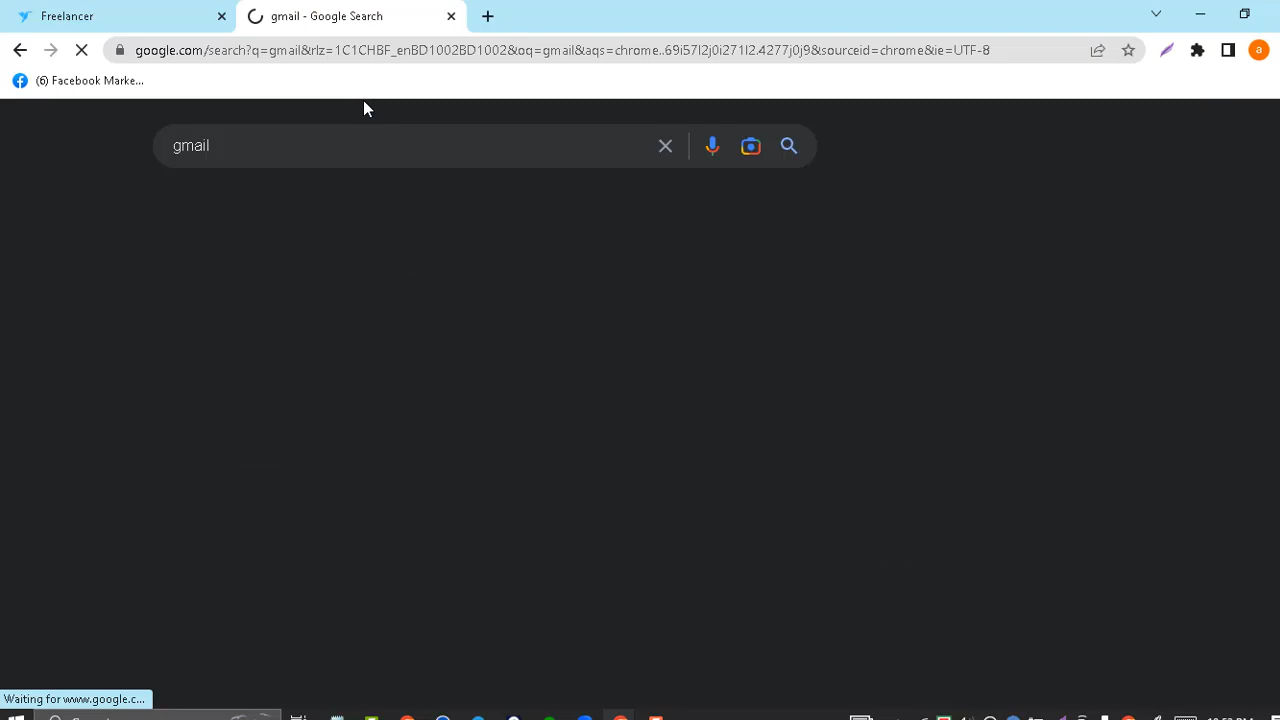 Freelancer
gmail - Google Search
google.com/search?q=gmail&rlz=1C1CHBF_enBD1002BD1002&oq=gmail&aqs=chrome..69i57l2j0l271l2.4277j0j9&sourceid=chrome&ie=UTF-8
a
(6) Facebook Marke...
gmail
Waiting for www.google.c...